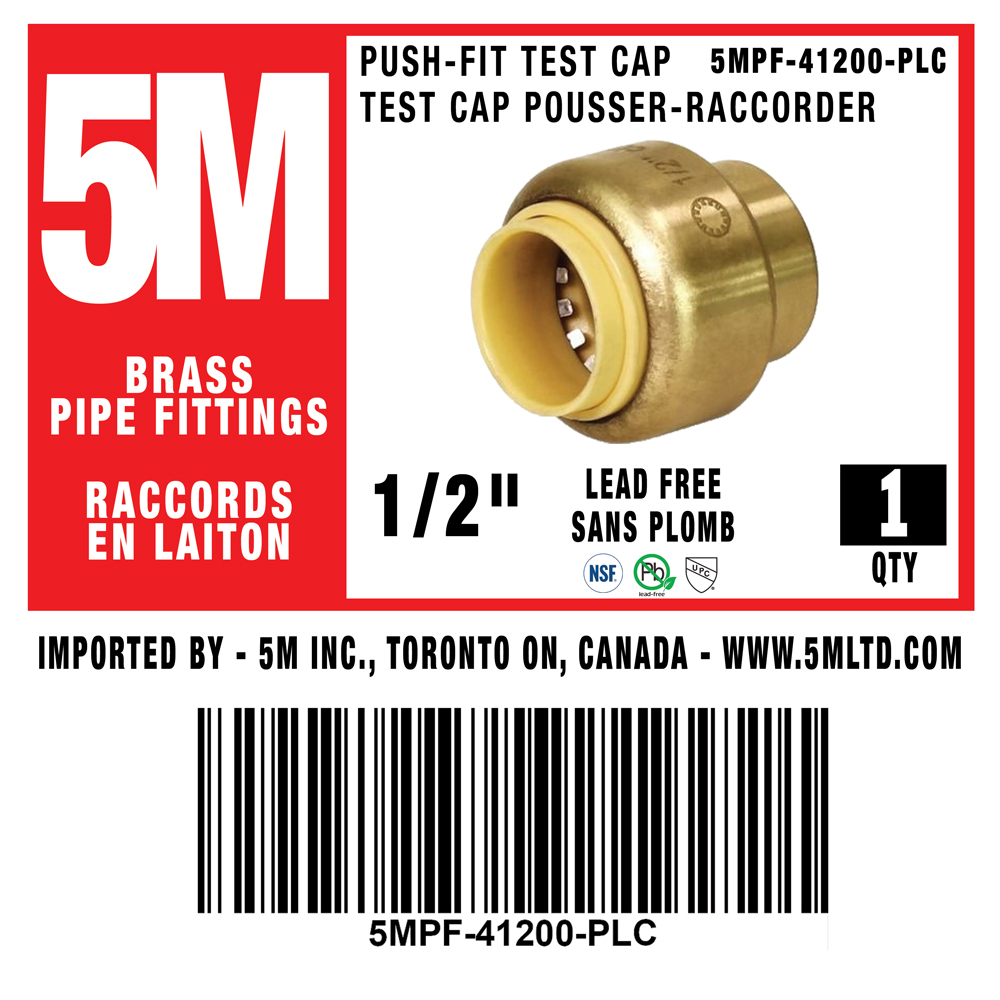 5M
BRASS
PIPE FITTINGS
RACCORDS
EN LAITON
PUSH-FIT TEST CAP 5MPF-41200-PLC
TEST CAP POUSSER-RACCORDER
1/2"
1/2"
LEAD FREE
SANS PLOMB
NSF
Pb
lead-free
UPC
1
QTY
IMPORTED BY - 5M INC., TORONTO ON, CANADA - WWW.5MLTD.COM
5MPF-41200-PLC